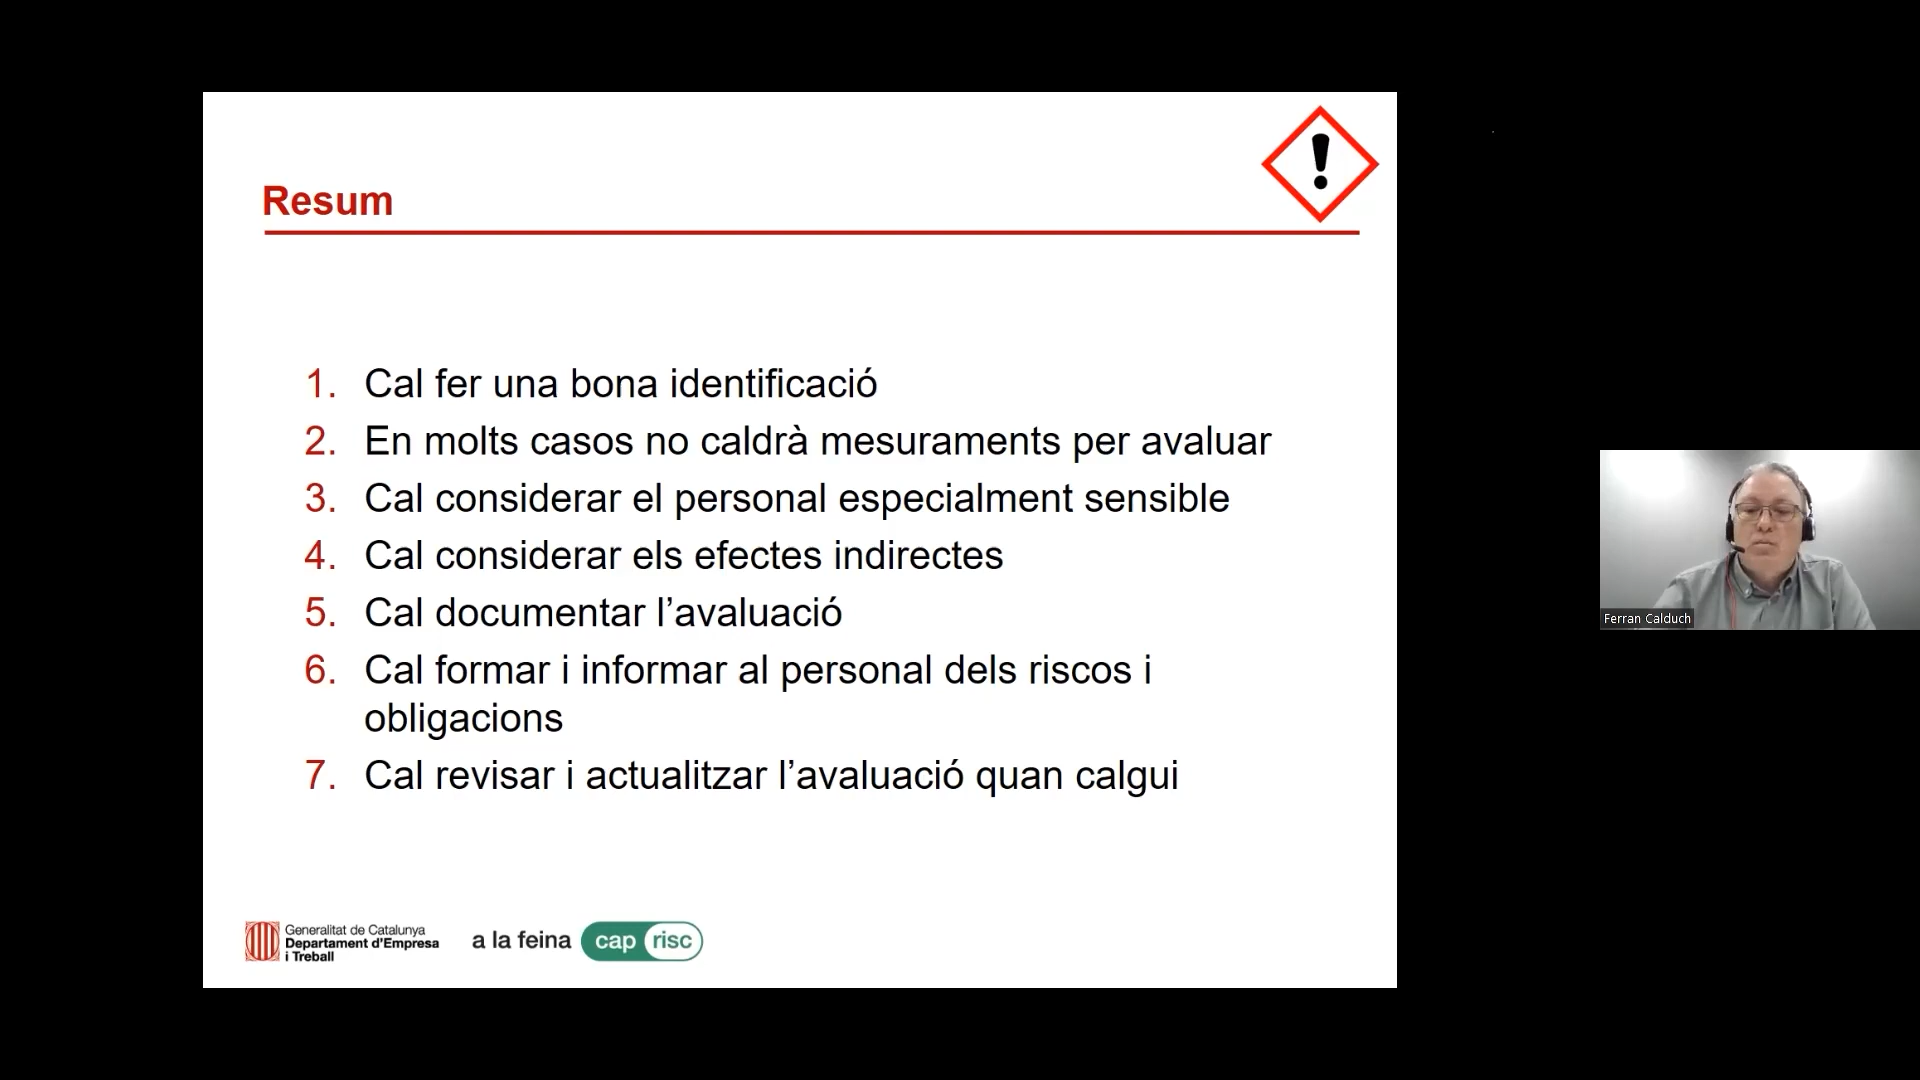 Resum
1. Cal fer una bona identificació
2. En molts casos no caldrà mesuraments per avaluar
3. Cal considerar el personal especialment sensible
4. Cal considerar els efectes indirectes
5. Cal documentar l’avaluació
6. Cal formar i informar al personal dels riscos i
obligacions
7. Cal revisar i actualitzar l’avaluació quan calgui
Generalitat de Catalunya
Departament d’Empresa
i Treball
a la feina cap risc
Ferran Calduch